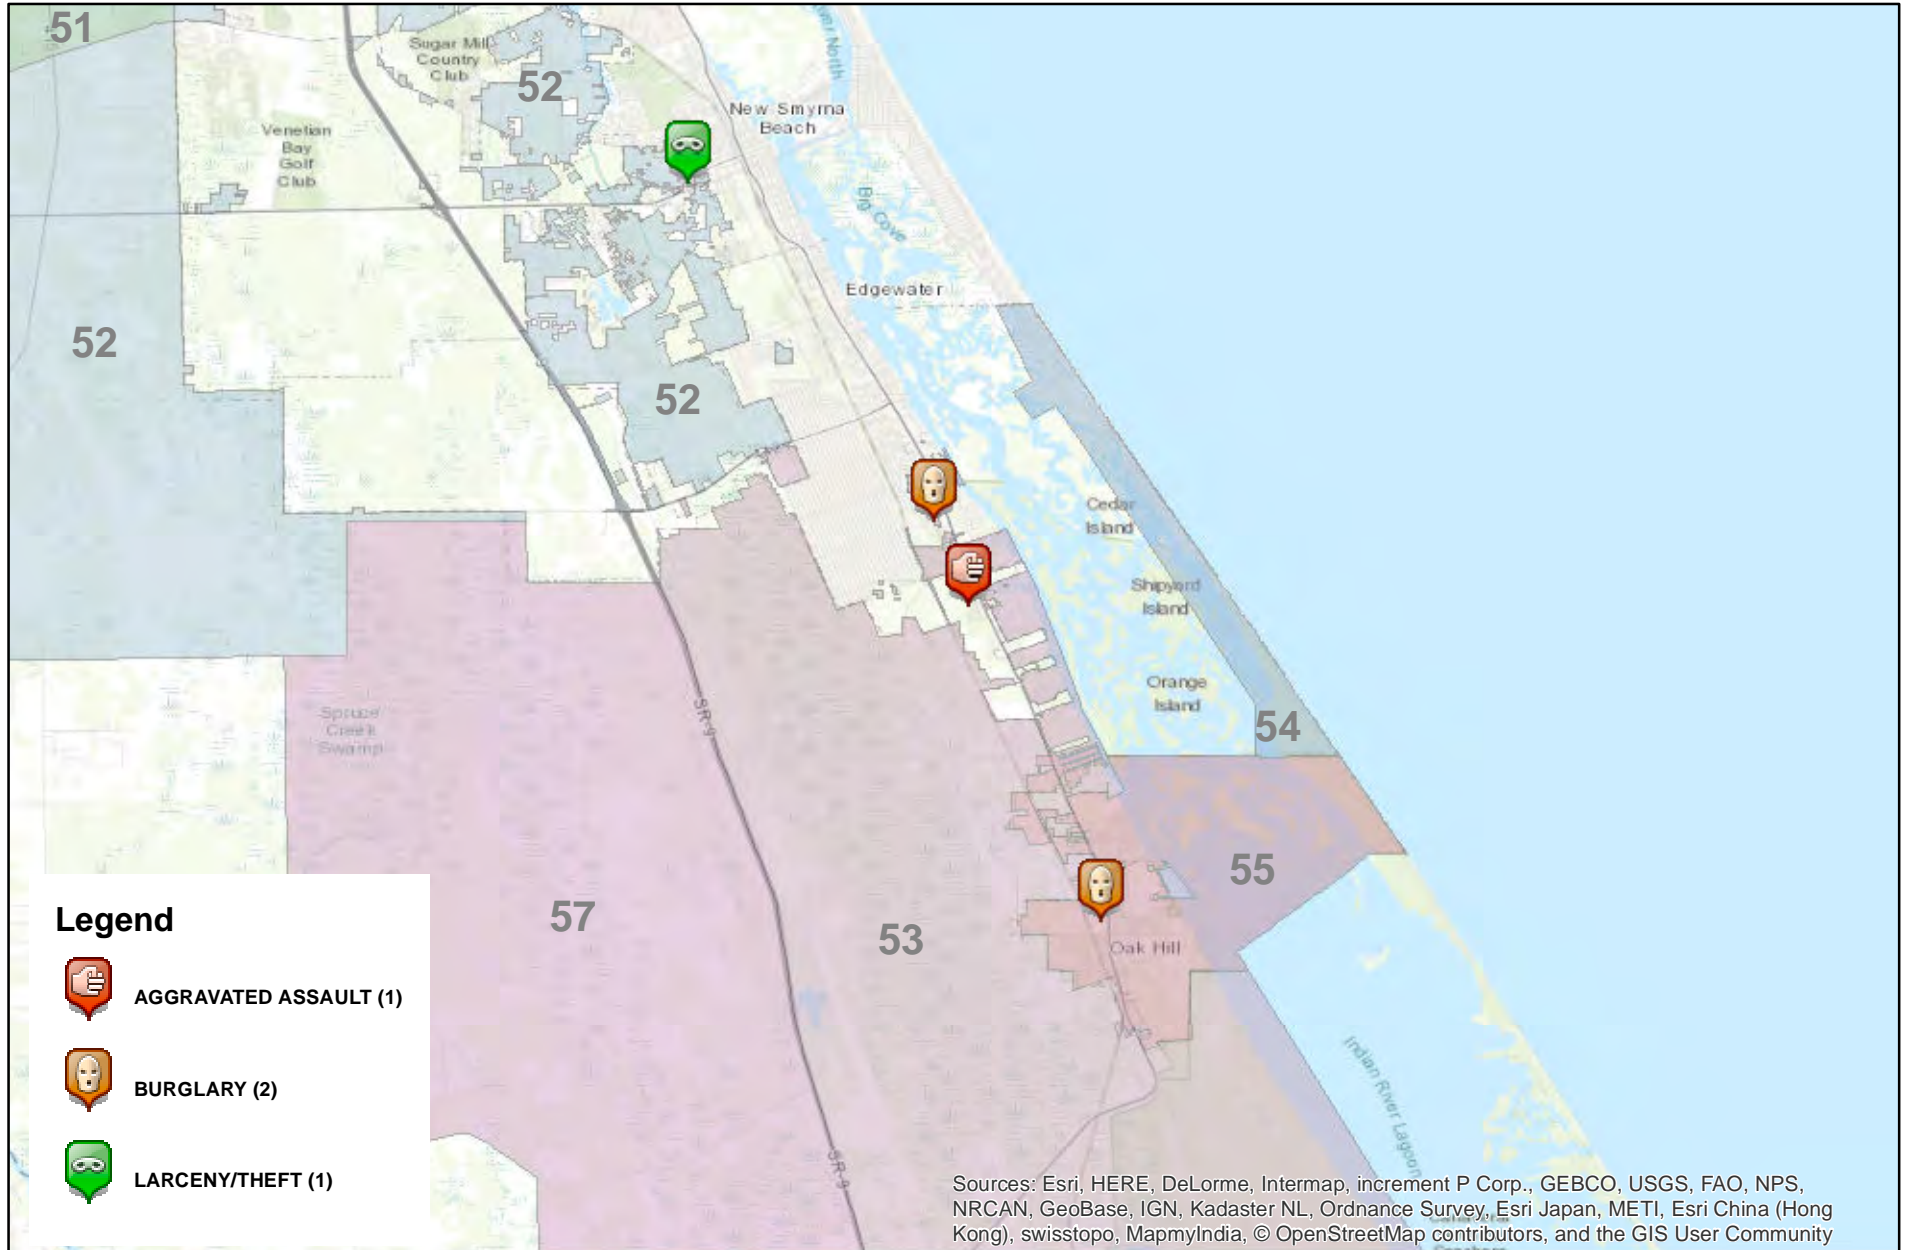 51
Sugar Mill
Country
Club
52
River North
New Smyrna
Beach
Venetian
Bay
Golf
Club
Big Cove
Edgewater
52
52
Cedar
Island
Shipyard
Island
Orange
Island
54
SR-9
Spruce
Creek
Swamp
55
57
53
Oak Hill
Legend
AGGRAVATED ASSAULT (1)
BURGLARY (2)
LARCENY/THEFT (1)
Indian River Lagoon
SR-9
Sources: Esri, HERE, DeLorme, Intermap, increment P Corp., GEBCO, USGS, FAO, NPS,
NRCAN, GeoBase, IGN, Kadaster NL, Ordnance Survey, Esri Japan, METI, Esri China (Hong
Kong), swisstopo, MapmyIndia, © OpenStreetMap contributors, and the GIS User Community